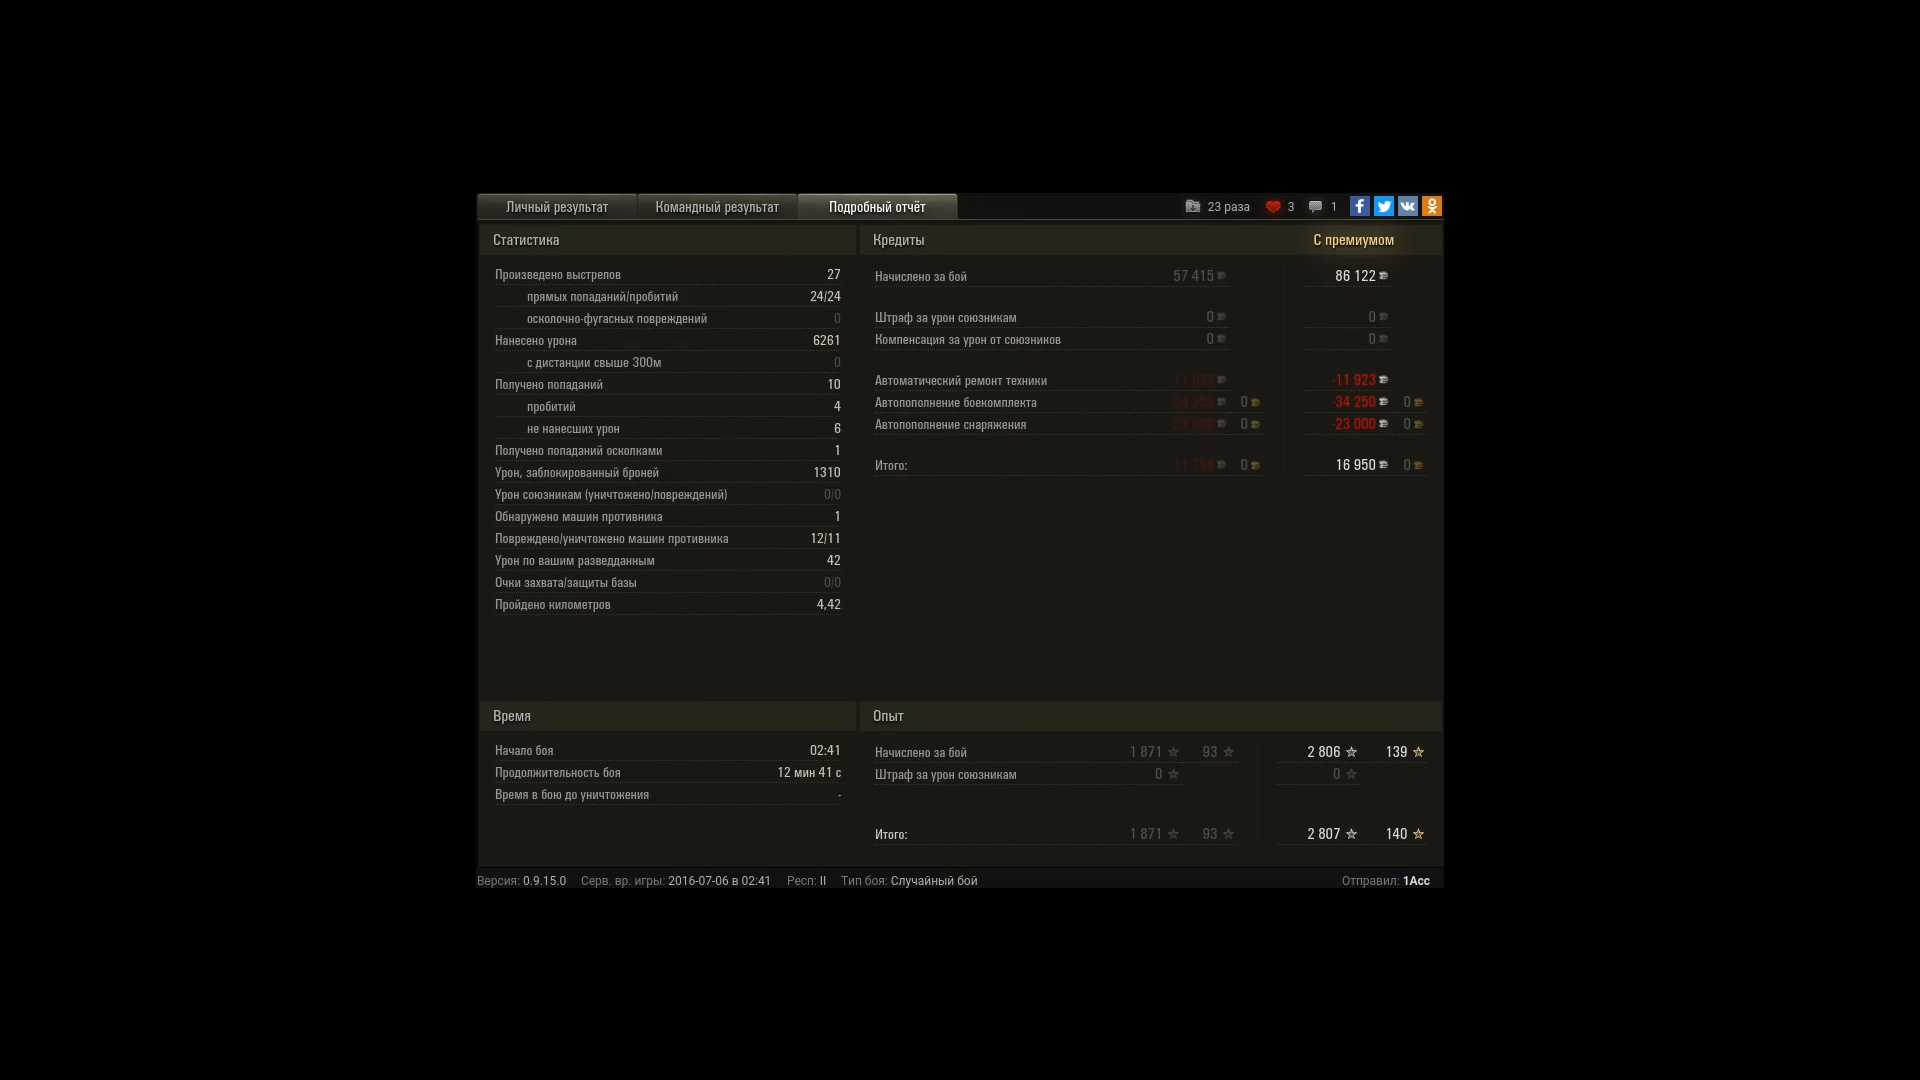 Личный результат Командный результат Подробный отчёт 23 раза 3 1
Статистика
Произведено выстрелов 27
прямых попаданий/пробитий 24/24
осколочно-фугасных повреждений 0
Нанесено урона 6261
с дистанции свыше 300м 0
Получено попаданий 10
пробитий 4
не нанесших урон 6
Получено попаданий осколками 1
Урон, заблокированный броней 1310
Урон союзникам (уничтожено/повреждений) 0/0
Обнаружено машин противника 1
Повреждено/уничтожено машин противника 12/11
Урон по вашим разведданным 42
Очки захвата/защиты базы 0/0
Пройдено километров 4,42
Кредиты С премиумом
Начислено за бой 57 415 86 122
Штраф за урон союзникам 0 0
Компенсация за урон от союзников 0 0
Автоматический ремонт техники -11 923 -11 923
Автопополнение боекомплекта -34 250 0 -34 250 0
Автопополнение снаряжения -23 000 0 -23 000 0
Итого: -11 759 0 16 950 0
Время
Начало боя 02:41
Продолжительность боя 12 мин 41 с
Время в бою до уничтожения -
Опыт
Начислено за бой 1 871 93 2 806 139
Штраф за урон союзникам 0 0
Итого: 1 871 93 2 807 140
Версия: 0.9.15.0 Серв. вр. игры: 2016-07-06 в 02:41 Респ: II Тип боя: Случайный бой Отправил: 1Acc